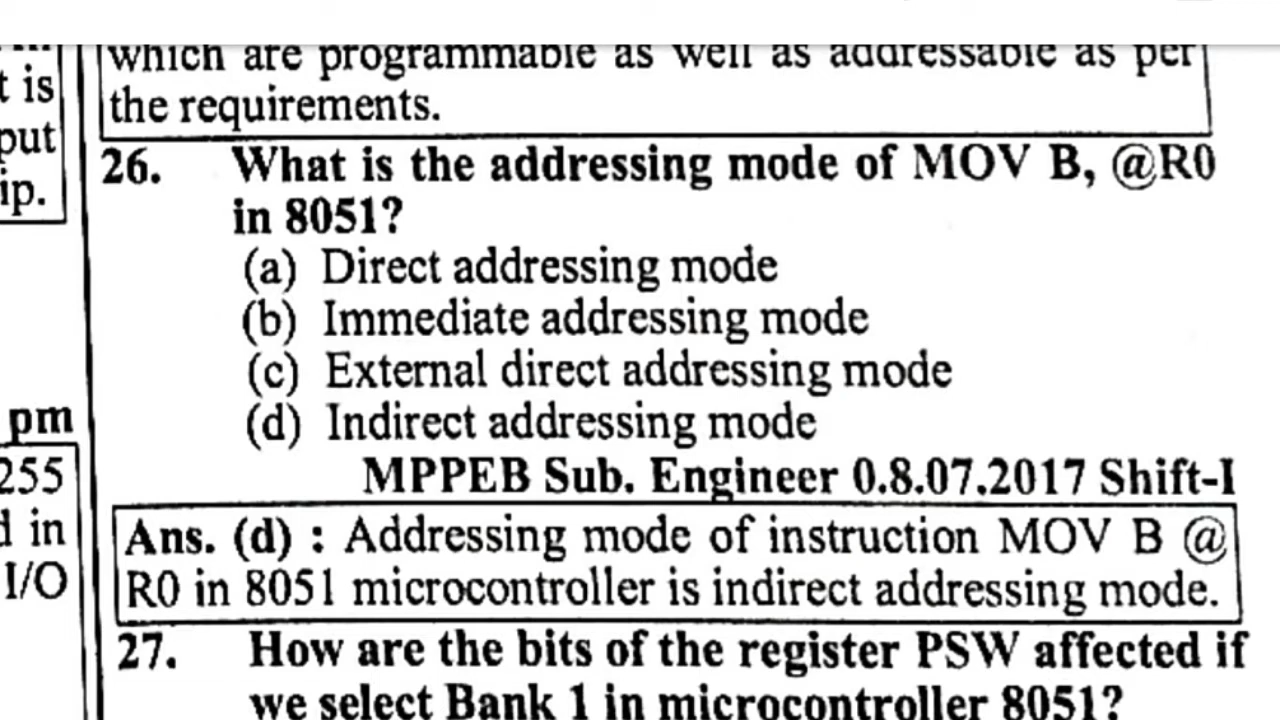 t is
put
ip.
pm
255
d in
I/O
which are programmable as well as addressable as per
the requirements.
26. What is the addressing mode of MOV B, @R0
in 8051?
(a) Direct addressing mode
(b) Immediate addressing mode
(c) External direct addressing mode
(d) Indirect addressing mode
MPPEB Sub. Engineer 0.8.07.2017 Shift-I
Ans. (d) : Addressing mode of instruction MOV B @
R0 in 8051 microcontroller is indirect addressing mode.
27. How are the bits of the register PSW affected if
we select Bank 1 in microcontroller 8051?